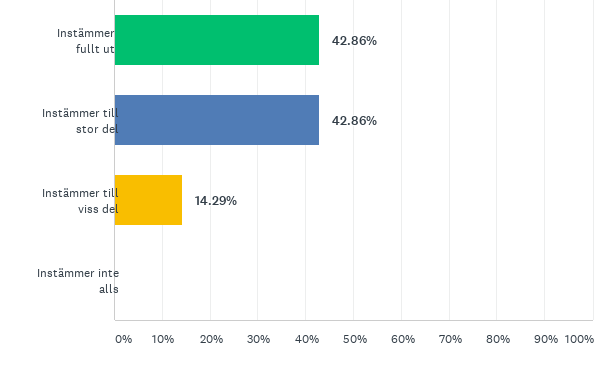 Instämmer
fullt ut
42.86%
Instämmer till
stor del
42.86%
Instämmer till
viss del
14.29%
Instämmer inte
alls
0% 10% 20% 30% 40% 50% 60% 70% 80% 90% 100%